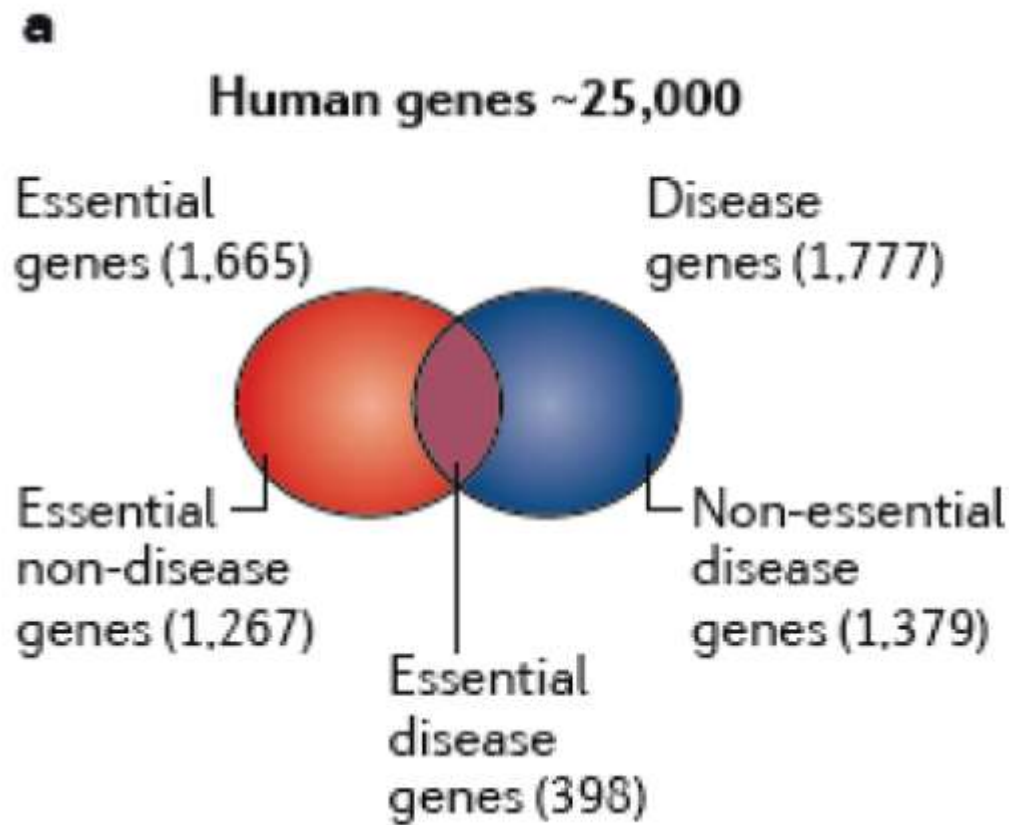 a
Human genes ~25,000
Essential
genes (1,665)
Disease
genes (1,777)
Essential
non-disease
genes (1,267)
Non-essential
disease
genes (1,379)
Essential
disease
genes (398)